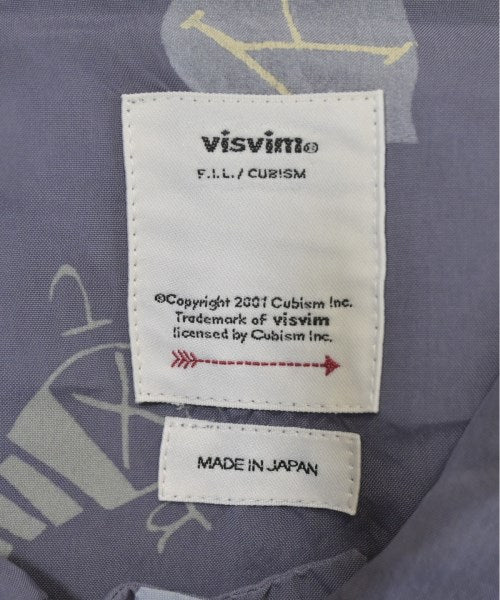 visvim®
F.I.L. / CUBISM
©Copyright 2001 Cubism Inc.
Trademark of visvim
licensed by Cubism Inc.
MADE IN JAPAN